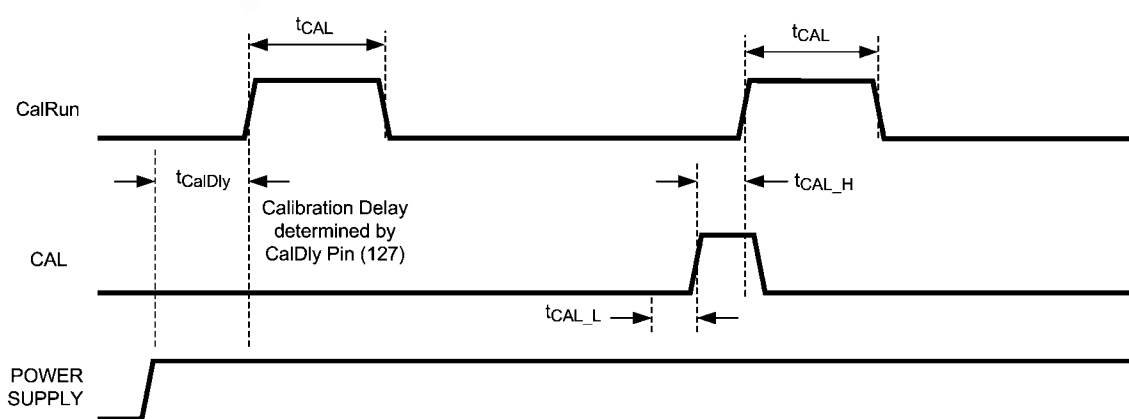 tCAL
tCAL
CalRun
tCalDly
tCAL_H
Calibration Delay
determined by
CalDly Pin (127)
CAL
tCAL_L
POWER
SUPPLY